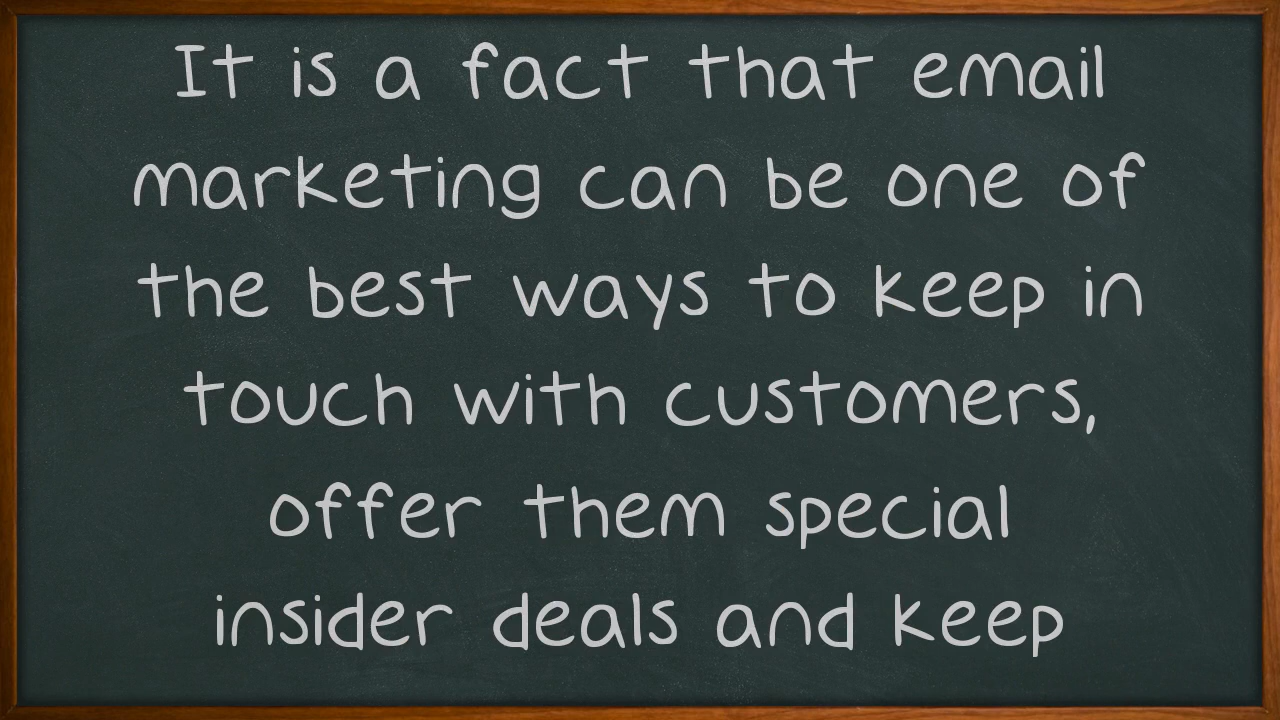 It is a fact that email
marketing can be one of
the best ways to keep in
touch with customers,
offer them special
insider deals and keep